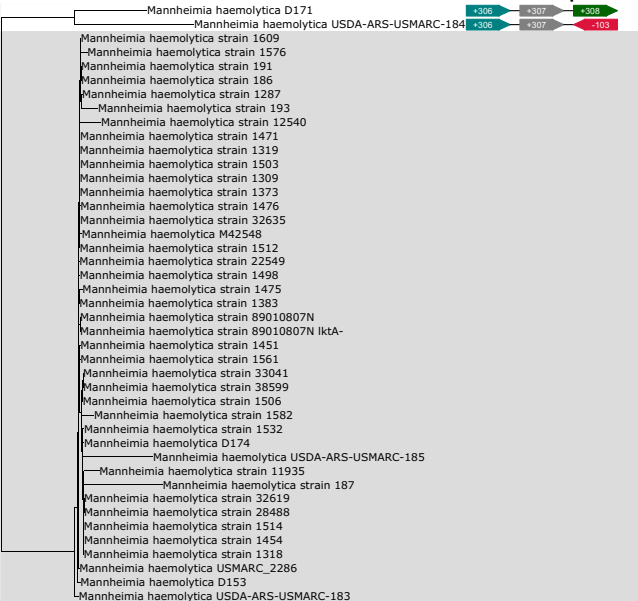 Mannheimia haemolytica D171 +306 +307 +308
Mannheimia haemolytica USDA-ARS-USMARC-184 +306 +307 -103
Mannheimia haemolytica strain 1609
Mannheimia haemolytica strain 1576
Mannheimia haemolytica strain 191
Mannheimia haemolytica strain 186
Mannheimia haemolytica strain 1287
Mannheimia haemolytica strain 193
Mannheimia haemolytica strain 12540
Mannheimia haemolytica strain 1471
Mannheimia haemolytica strain 1319
Mannheimia haemolytica strain 1503
Mannheimia haemolytica strain 1309
Mannheimia haemolytica strain 1373
Mannheimia haemolytica strain 1476
Mannheimia haemolytica strain 32635
Mannheimia haemolytica M42548
Mannheimia haemolytica strain 1512
Mannheimia haemolytica strain 22549
Mannheimia haemolytica strain 1498
Mannheimia haemolytica strain 1475
Mannheimia haemolytica strain 1383
Mannheimia haemolytica strain 89010807N
Mannheimia haemolytica strain 89010807N lktA-
Mannheimia haemolytica strain 1451
Mannheimia haemolytica strain 1561
Mannheimia haemolytica strain 33041
Mannheimia haemolytica strain 38599
Mannheimia haemolytica strain 1506
Mannheimia haemolytica strain 1582
Mannheimia haemolytica strain 1532
Mannheimia haemolytica D174
Mannheimia haemolytica USDA-ARS-USMARC-185
Mannheimia haemolytica strain 11935
Mannheimia haemolytica strain 187
Mannheimia haemolytica strain 32619
Mannheimia haemolytica strain 28488
Mannheimia haemolytica strain 1514
Mannheimia haemolytica strain 1454
Mannheimia haemolytica strain 1318
Mannheimia haemolytica USMARC_2286
Mannheimia haemolytica D153
Mannheimia haemolytica USDA-ARS-USMARC-183